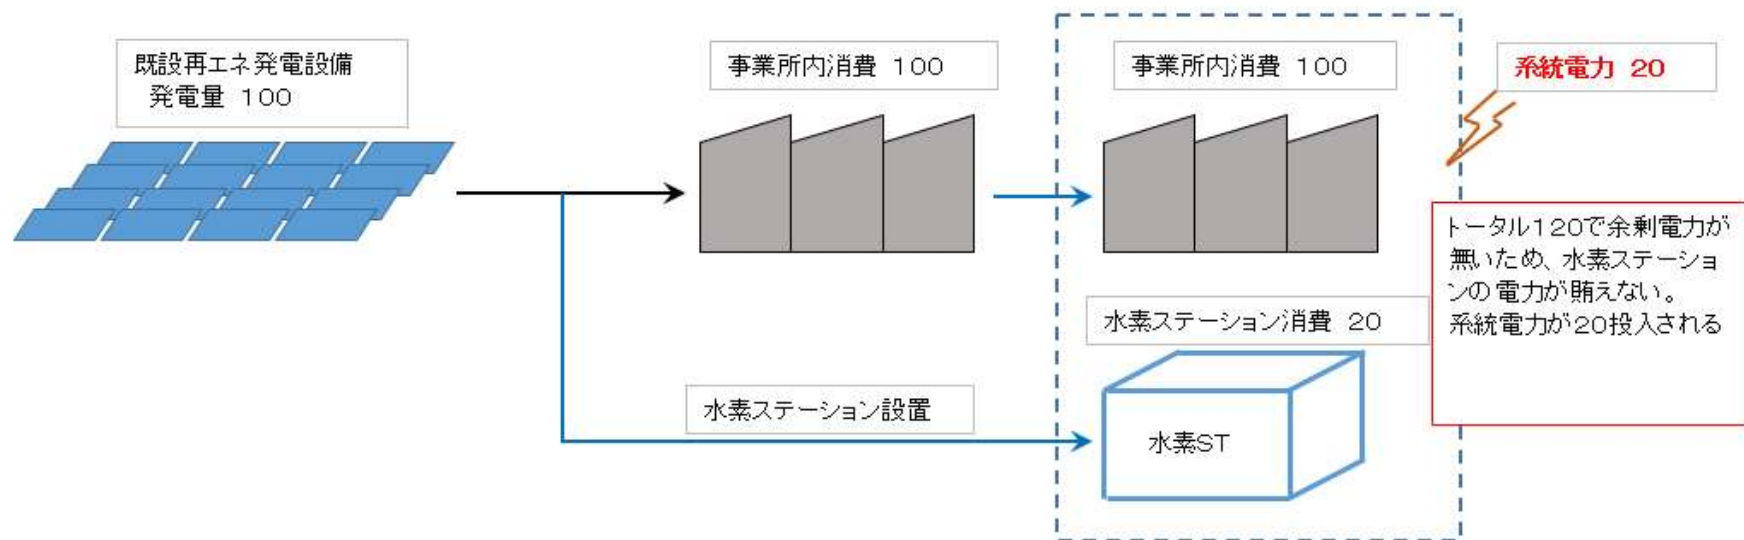 既設再エネ発電設備
発電量 １００
事業所内消費 １００
事業所内消費 １００
系統電力 ２０
トータル１２０で余剰電力が
無いため、水素ステーショ
ンの電力が賄えない。
系統電力が２０投入される
水素ステーション消費 ２０
水素ステーション設置
水素ST